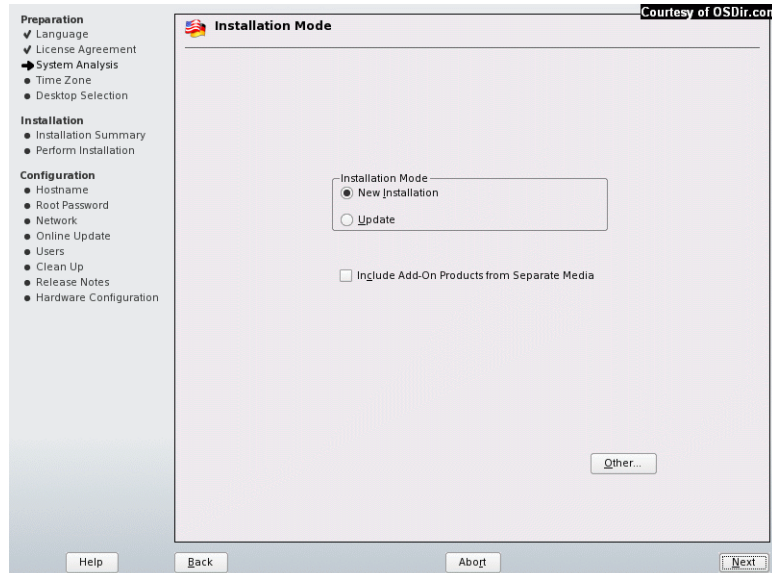 Courtesy of OSDir.com
Preparation
Language
License Agreement
System Analysis
Time Zone
Desktop Selection
Installation
Installation Summary
Perform Installation
Configuration
Hostname
Root Password
Network
Online Update
Users
Clean Up
Release Notes
Hardware Configuration
Installation Mode
Installation Mode
New Installation
Update
Include Add-On Products from Separate Media
Other...
Help
Back
Abort
Next